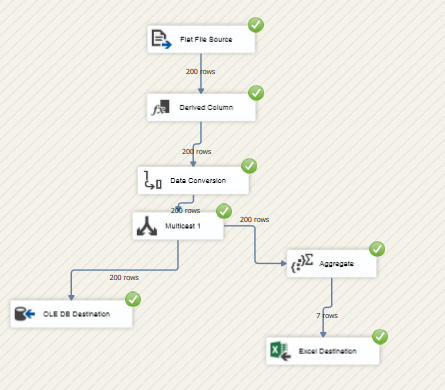 Flat File Source
200 rows
Derived Column
200 rows
Data Conversion
200 rows
Multicast 1
200 rows
Aggregate
200 rows
OLE DB Destination
7 rows
Excel Destination